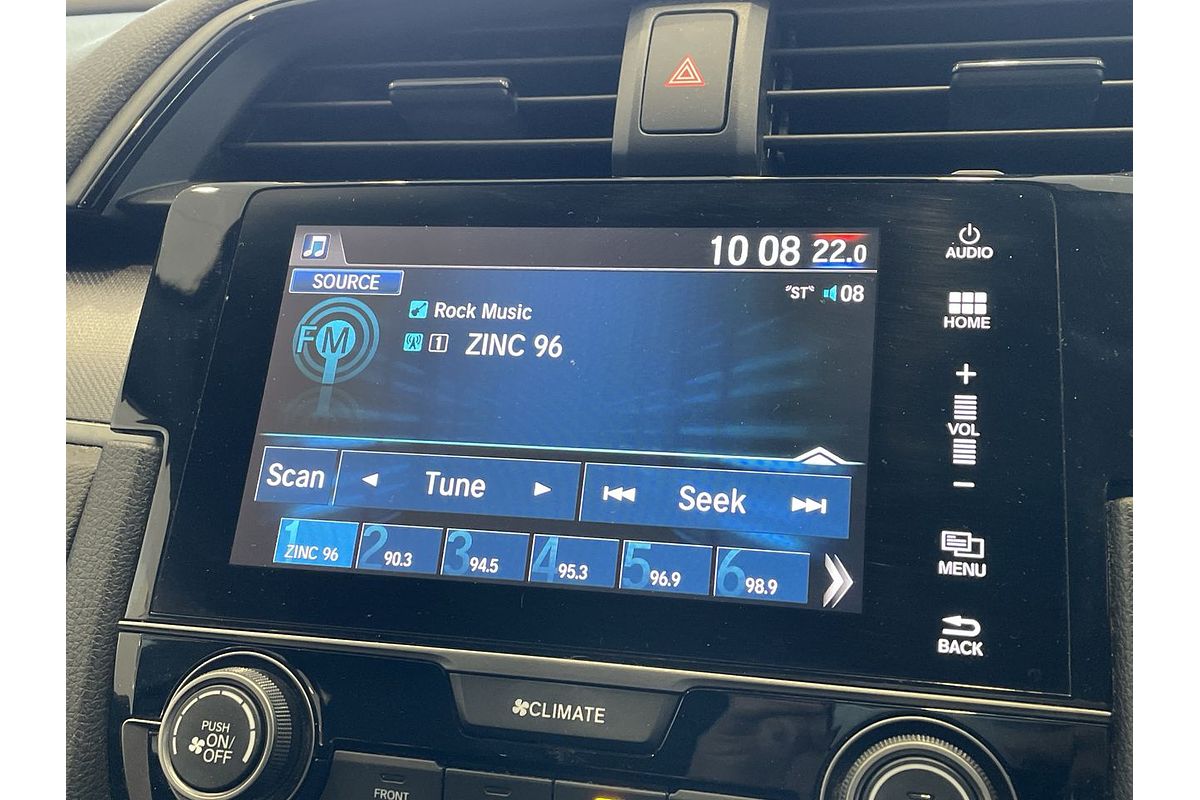 10 08 22.0
SOURCE
"ST" 08
FM
Rock Music
1 ZINC 96
Scan
Tune
Seek
1 ZINC 96
2 90.3
3 94.5
4 95.3
5 96.9
6 98.9
AUDIO
HOME
+
VOL
−
MENU
BACK
CLIMATE
PUSH
ON/
OFF
FRONT